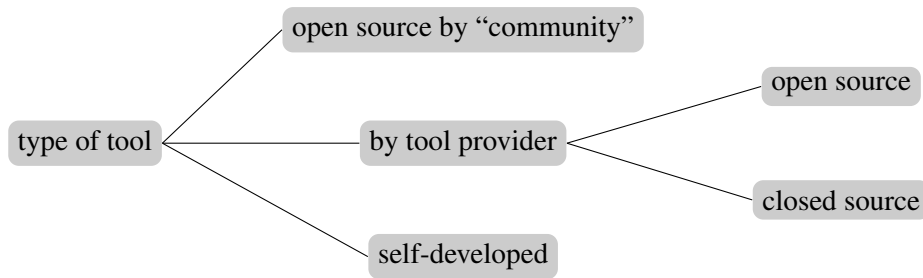 open source by “community”
open source
type of tool
by tool provider
closed source
self-developed